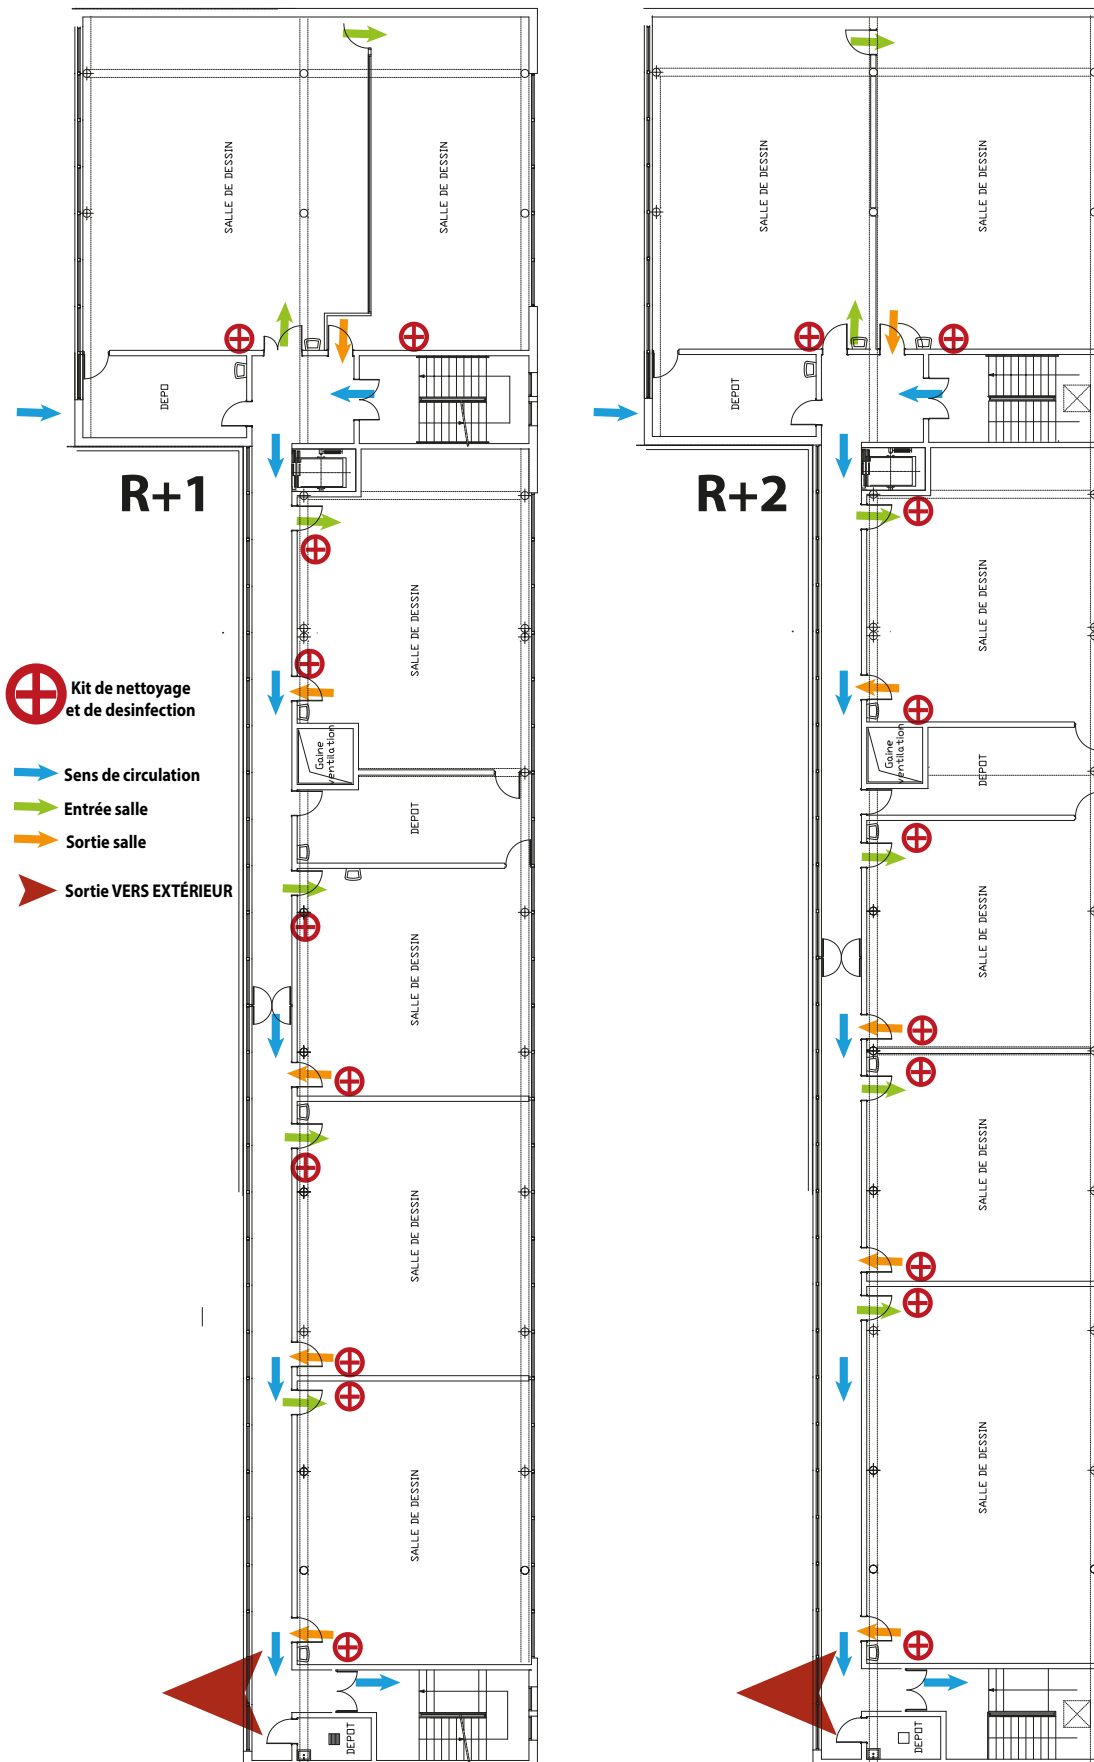 SALLE DE DESSIN
SALLE DE DESSIN
SALLE DE DESSIN
SALLE DE DESSIN
DEPO
DEPOT
R+1
R+2
SALLE DE DESSIN
SALLE DE DESSIN
Kit de nettoyage
et de desinfection
Gaine
ventilation
Gaine
ventilation
Sens de circulation
Entrée salle
Sortie salle
DEPOT
DEPOT
Sortie VERS EXTÉRIEUR
SALLE DE DESSIN
SALLE DE DESSIN
SALLE DE DESSIN
SALLE DE DESSIN
SALLE DE DESSIN
SALLE DE DESSIN
DEPOT
DEPOT